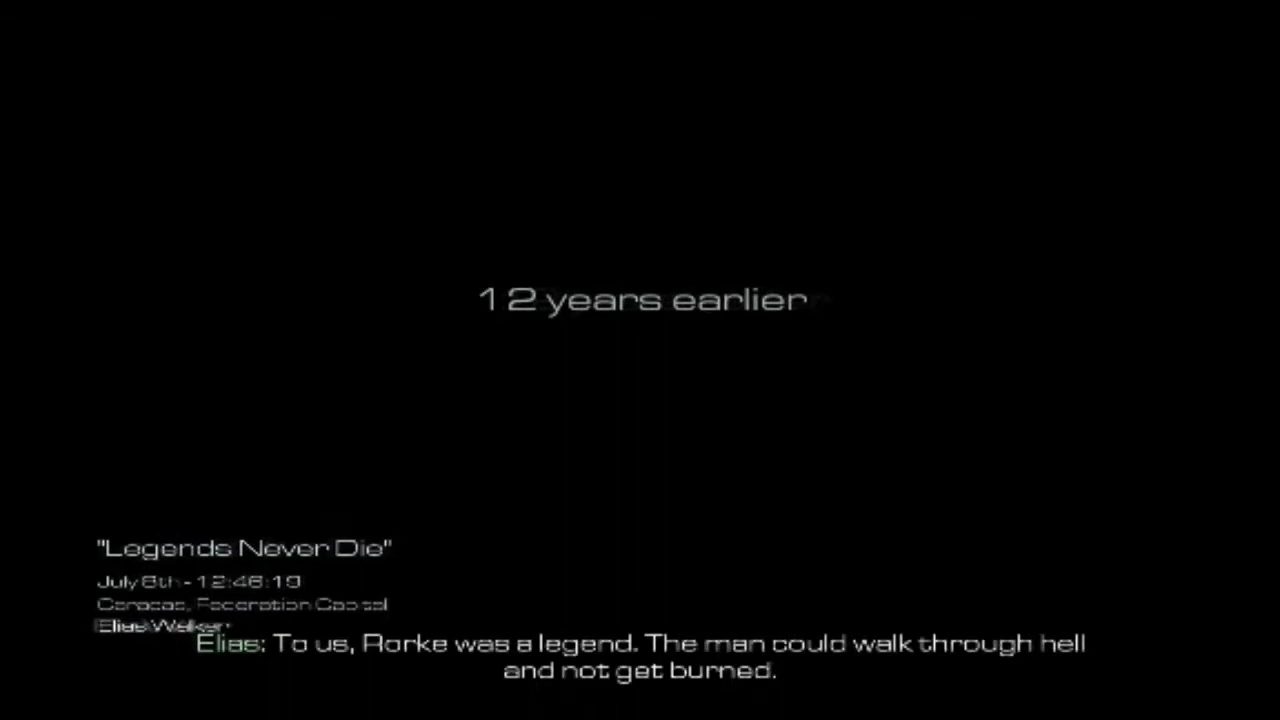 12 years earlier
"Legends Never Die"
July 6th - 12:46:19
Caracas, Federation Capital
Elias Walker
Elias: To us, Rorke was a legend. The man could walk through hell
and not get burned.